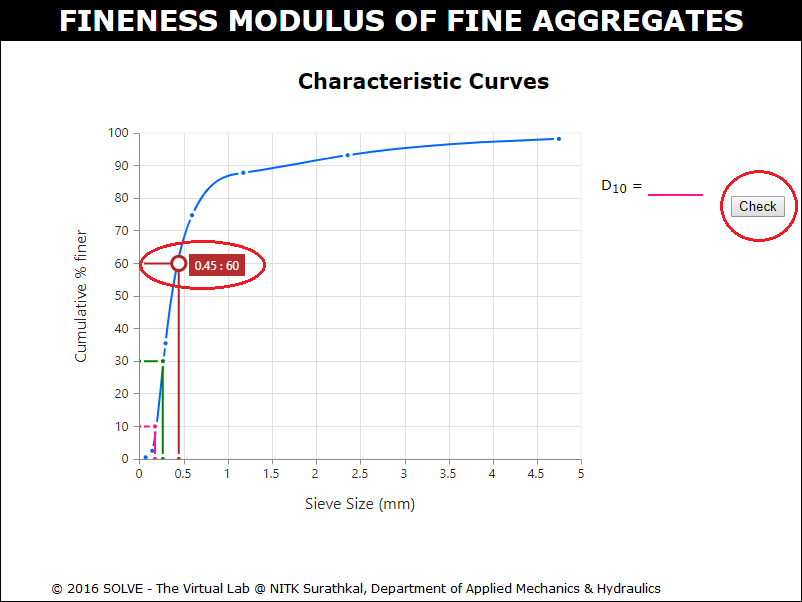 FINENESS MODULUS OF FINE AGGREGATES
Characteristic Curves
100
90
80
70
60
50
40
30
20
10
0
Cumulative % finer
0.45 : 60
0 0.5 1 1.5 2 2.5 3 3.5 4 4.5 5
Sieve Size (mm)
D10 =
Check
© 2016 SOLVE - The Virtual Lab @ NITK Surathkal, Department of Applied Mechanics & Hydraulics